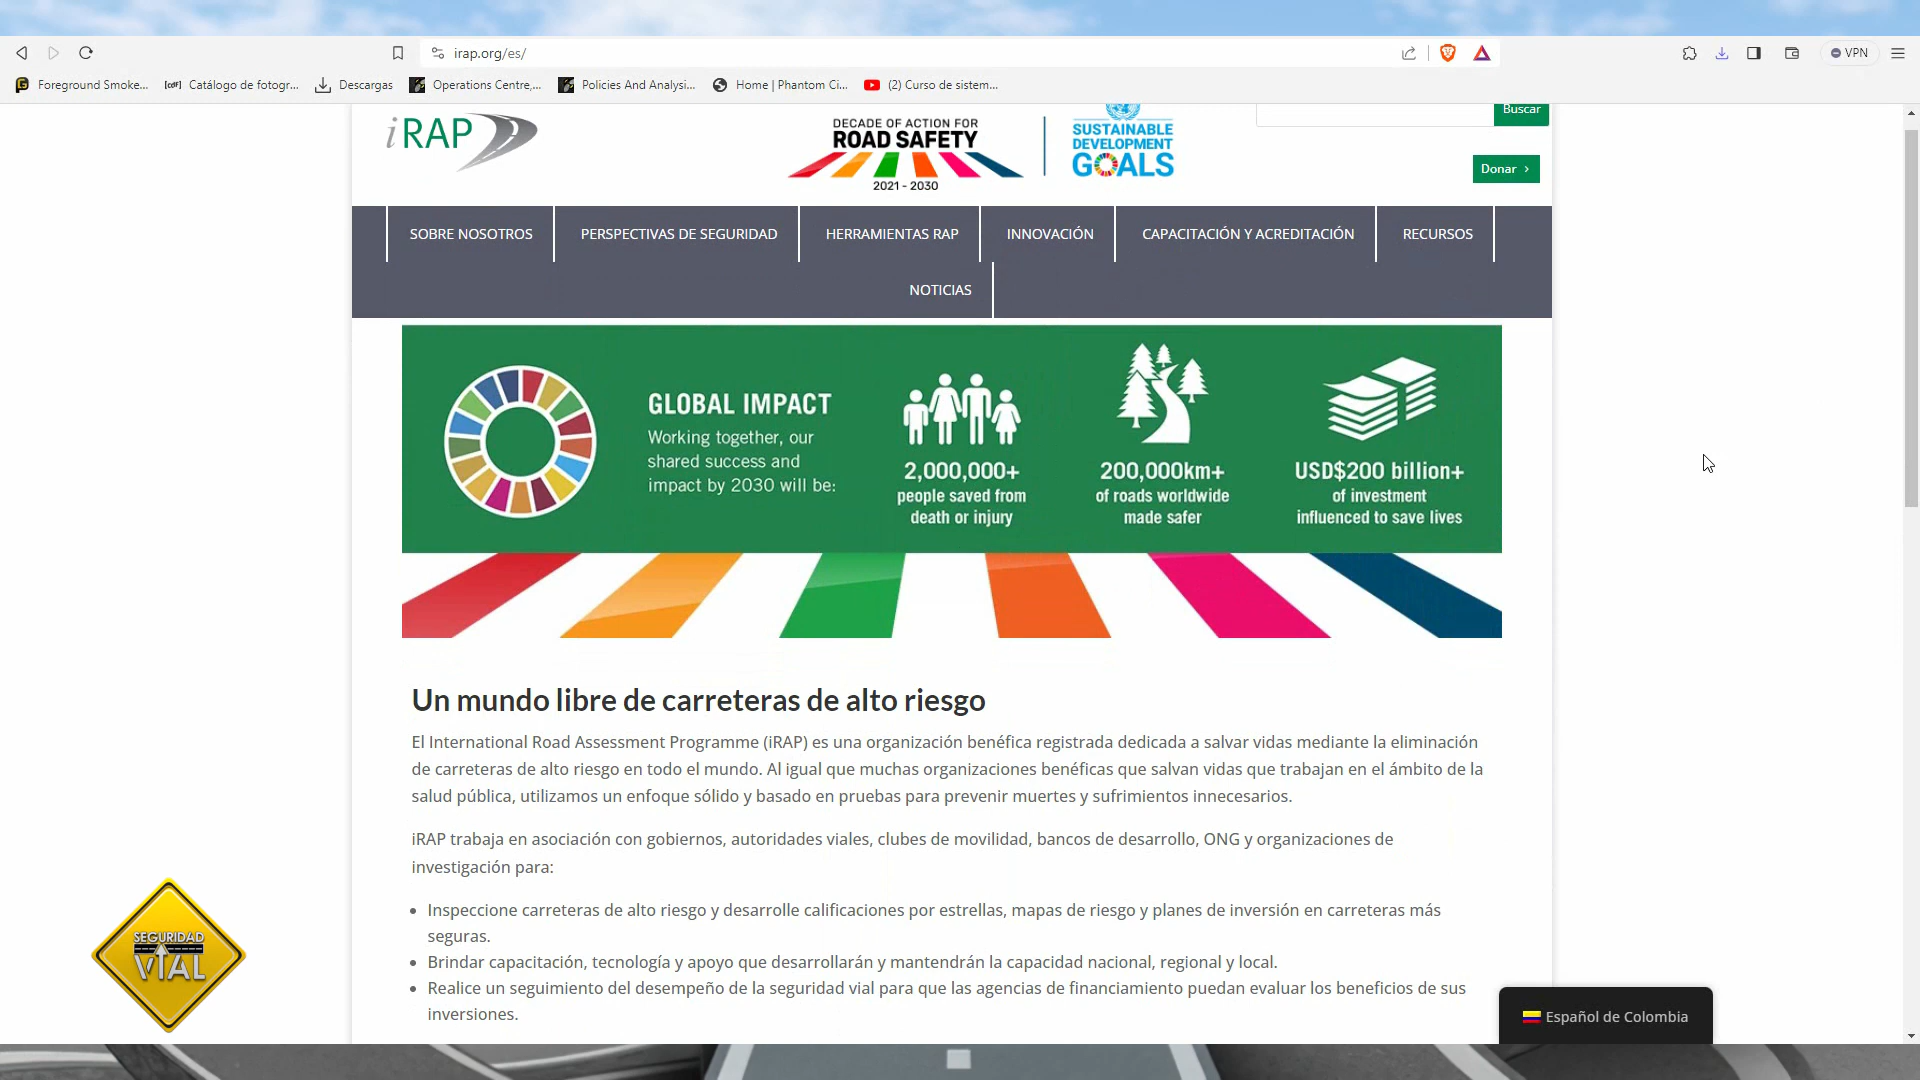 irap.org/es/
VPN
Foreground Smoke...
Catálogo de fotogr...
Descargas
Operations Centre,...
Policies And Analysi...
Home | Phantom Ci...
(2) Curso de sistem...
iRAP
DECADE OF ACTION FOR
ROAD SAFETY
2021 - 2030
SUSTAINABLE
DEVELOPMENT
GOALS
Buscar
Donar
SOBRE NOSOTROS
PERSPECTIVAS DE SEGURIDAD
HERRAMIENTAS RAP
INNOVACIÓN
CAPACITACIÓN Y ACREDITACIÓN
RECURSOS
NOTICIAS
GLOBAL IMPACT
Working together, our
shared success and
impact by 2030 will be:
2,000,000+
people saved from
death or injury
200,000km+
of roads worldwide
made safer
USD$200 billion+
of investment
influenced to save lives
Un mundo libre de carreteras de alto riesgo
El International Road Assessment Programme (iRAP) es una organización benéfica registrada dedicada a salvar vidas mediante la eliminación
de carreteras de alto riesgo en todo el mundo. Al igual que muchas organizaciones benéficas que salvan vidas que trabajan en el ámbito de la
salud pública, utilizamos un enfoque sólido y basado en pruebas para prevenir muertes y sufrimientos innecesarios.
iRAP trabaja en asociación con gobiernos, autoridades viales, clubes de movilidad, bancos de desarrollo, ONG y organizaciones de
investigación para:
Inspeccione carreteras de alto riesgo y desarrolle calificaciones por estrellas, mapas de riesgo y planes de inversión en carreteras más
seguras.
Brindar capacitación, tecnología y apoyo que desarrollarán y mantendrán la capacidad nacional, regional y local.
Realice un seguimiento del desempeño de la seguridad vial para que las agencias de financiamiento puedan evaluar los beneficios de sus
inversiones.
SEGURIDAD
VIAL
Español de Colombia